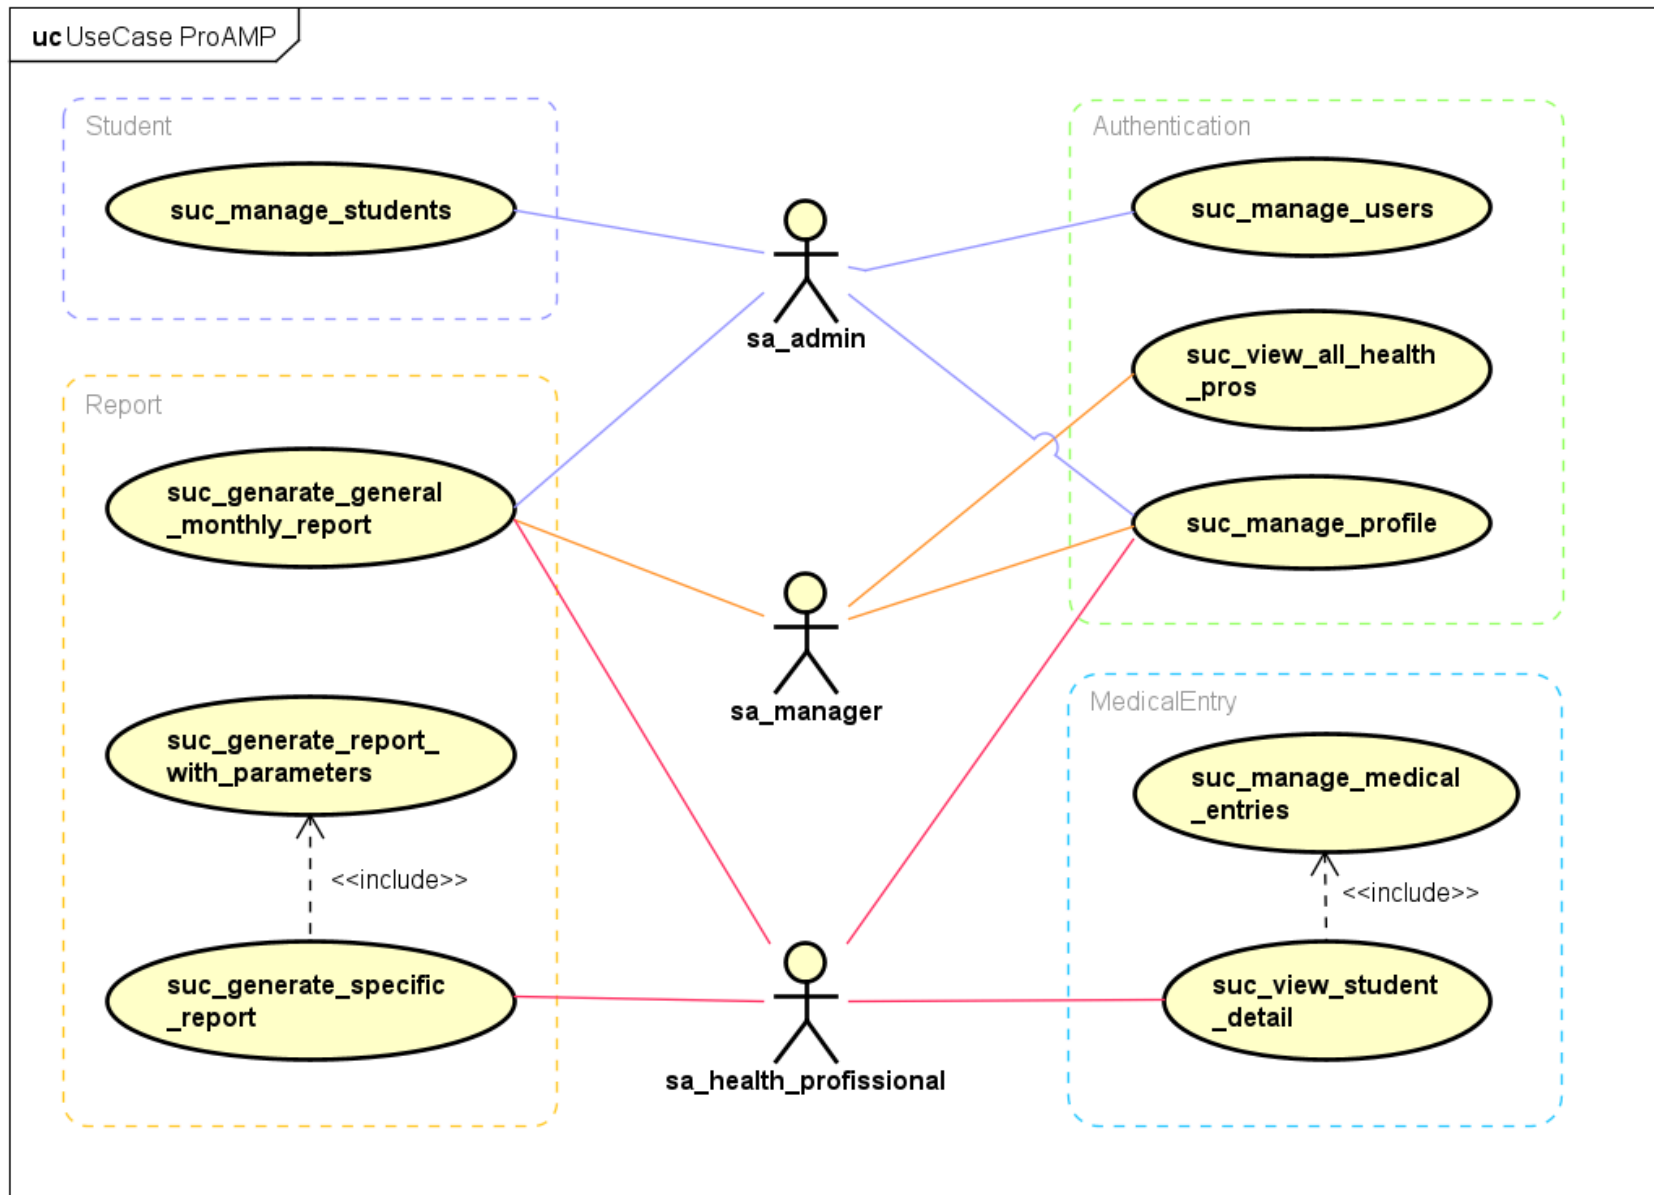 uc UseCase ProAMP
Student
suc_manage_students
Authentication
suc_manage_users
sa_admin
suc_view_all_health
_pros
Report
suc_genarate_general
_monthly_report
suc_manage_profile
sa_manager
MedicalEntry
suc_generate_report_
with_parameters
suc_manage_medical
_entries
<<include>>
<<include>>
suc_generate_specific
_report
suc_view_student
_detail
sa_health_profissional